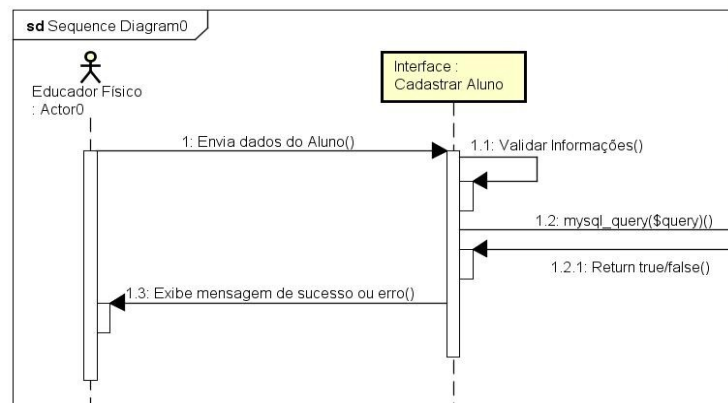 sd Sequence Diagram0
Educador Físico
: Actor0
Interface :
Cadastrar Aluno
1: Envia dados do Aluno()
1.1: Validar Informações()
1.2: mysql_query($query)()
1.2.1: Return true/false()
1.3: Exibe mensagem de sucesso ou erro()